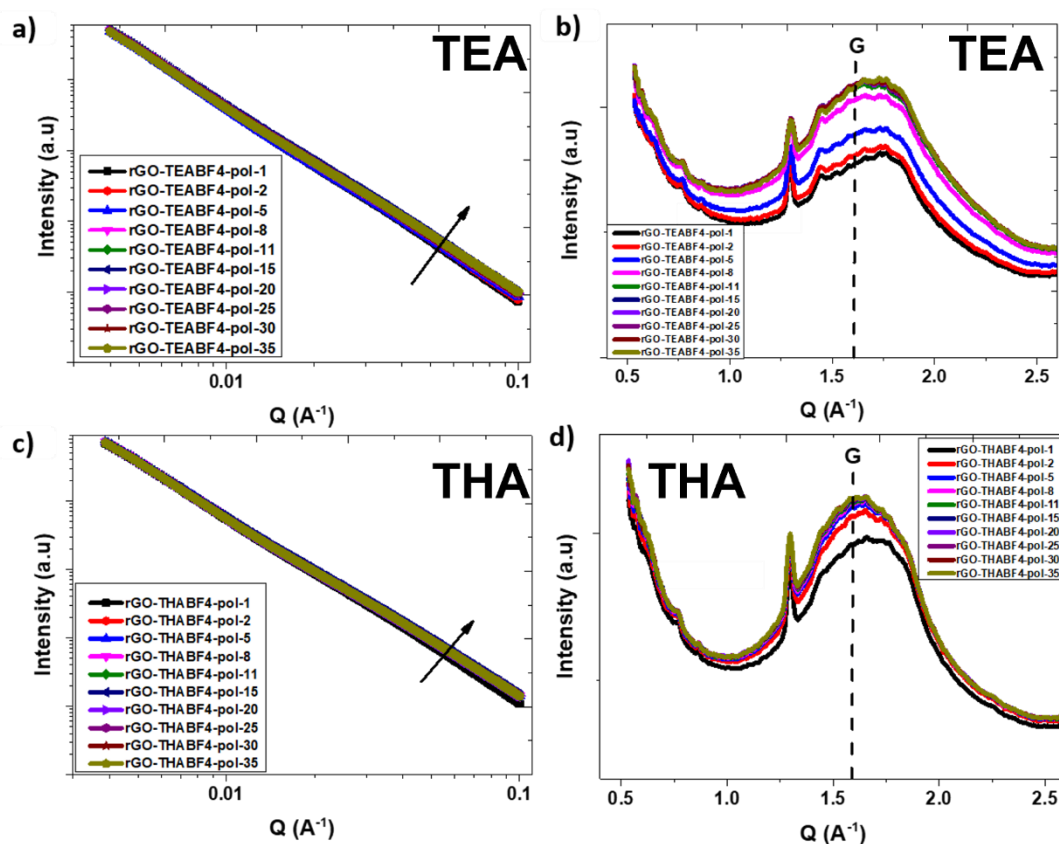 a)
TEA
Intensity (a.u)
rGO-TEABF4-pol-1
rGO-TEABF4-pol-2
rGO-TEABF4-pol-5
rGO-TEABF4-pol-8
rGO-TEABF4-pol-11
rGO-TEABF4-pol-15
rGO-TEABF4-pol-20
rGO-TEABF4-pol-25
rGO-TEABF4-pol-30
rGO-TEABF4-pol-35
0.01
0.1
Q (A⁻¹)
b)
G
TEA
Intensity (a.u)
rGO-TEABF4-pol-1
rGO-TEABF4-pol-2
rGO-TEABF4-pol-5
rGO-TEABF4-pol-8
rGO-TEABF4-pol-11
rGO-TEABF4-pol-15
rGO-TEABF4-pol-20
rGO-TEABF4-pol-25
rGO-TEABF4-pol-30
rGO-TEABF4-pol-35
0.5 1.0 1.5 2.0 2.5
Q (A⁻¹)
c)
THA
Intensity (a.u)
rGO-THABF4-pol-1
rGO-THABF4-pol-2
rGO-THABF4-pol-5
rGO-THABF4-pol-8
rGO-THABF4-pol-11
rGO-THABF4-pol-15
rGO-THABF4-pol-20
rGO-THABF4-pol-25
rGO-THABF4-pol-30
rGO-THABF4-pol-35
0.01
0.1
Q (A⁻¹)
d)
THA
G
Intensity (a.u)
rGO-THABF4-pol-1
rGO-THABF4-pol-2
rGO-THABF4-pol-5
rGO-THABF4-pol-8
rGO-THABF4-pol-11
rGO-THABF4-pol-15
rGO-THABF4-pol-20
rGO-THABF4-pol-25
rGO-THABF4-pol-30
rGO-THABF4-pol-35
0.5 1.0 1.5 2.0 2.5
Q (A⁻¹)